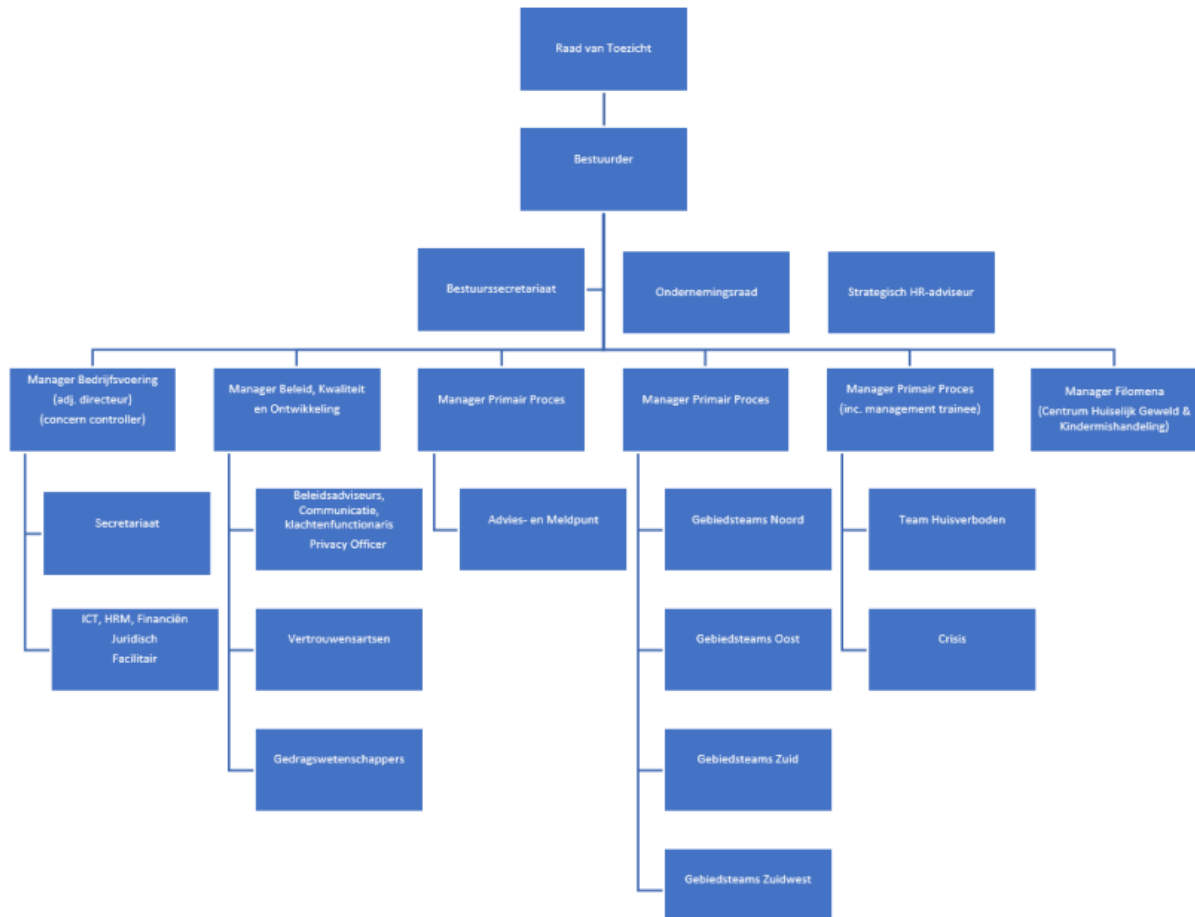 Raad van Toezicht
Bestuurder
Bestuurssecretariaat
Ondernemingsraad
Strategisch HR-adviseur
Manager Bedrijfsvoering
(adj. directeur)
(concern controller)
Manager Beleid, Kwaliteit
en Ontwikkeling
Manager Primair Proces
Manager Primair Proces
Manager Primair Proces
(inc. management trainee)
Manager Filomena
(Centrum Huiselijk Geweld &
Kindermishandeling)
Secretariaat
Beleidsadviseurs,
Communicatie,
klachtenfunctionaris
Privacy Officer
Advies- en Meldpunt
Gebiedsteams Noord
Team Huisverboden
ICT, HRM, Financiën
Juridisch
Facilitair
Vertrouwensartsen
Gebiedsteams Oost
Crisis
Gedragswetenschappers
Gebiedsteams Zuid
Gebiedsteams Zuidwest